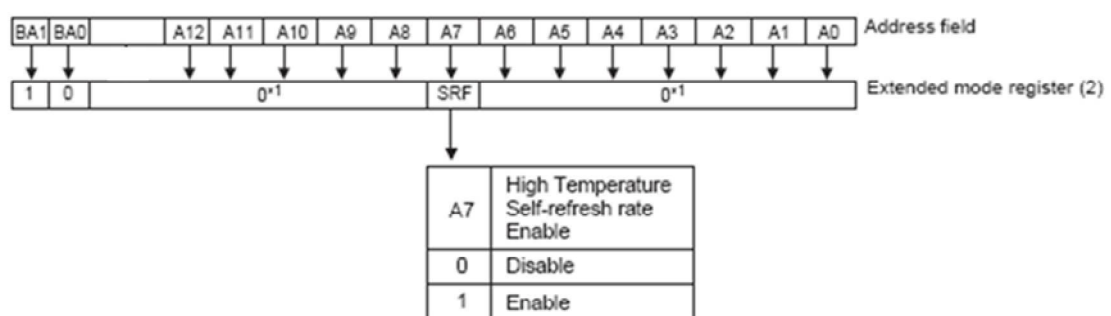 BA1 BA0 A12 A11 A10 A9 A8 A7 A6 A5 A4 A3 A2 A1 A0 Address field
1 0 0*1 SRF 0*1 Extended mode register (2)
High Temperature
A7 Self-refresh rate
Enable
0 Disable
1 Enable